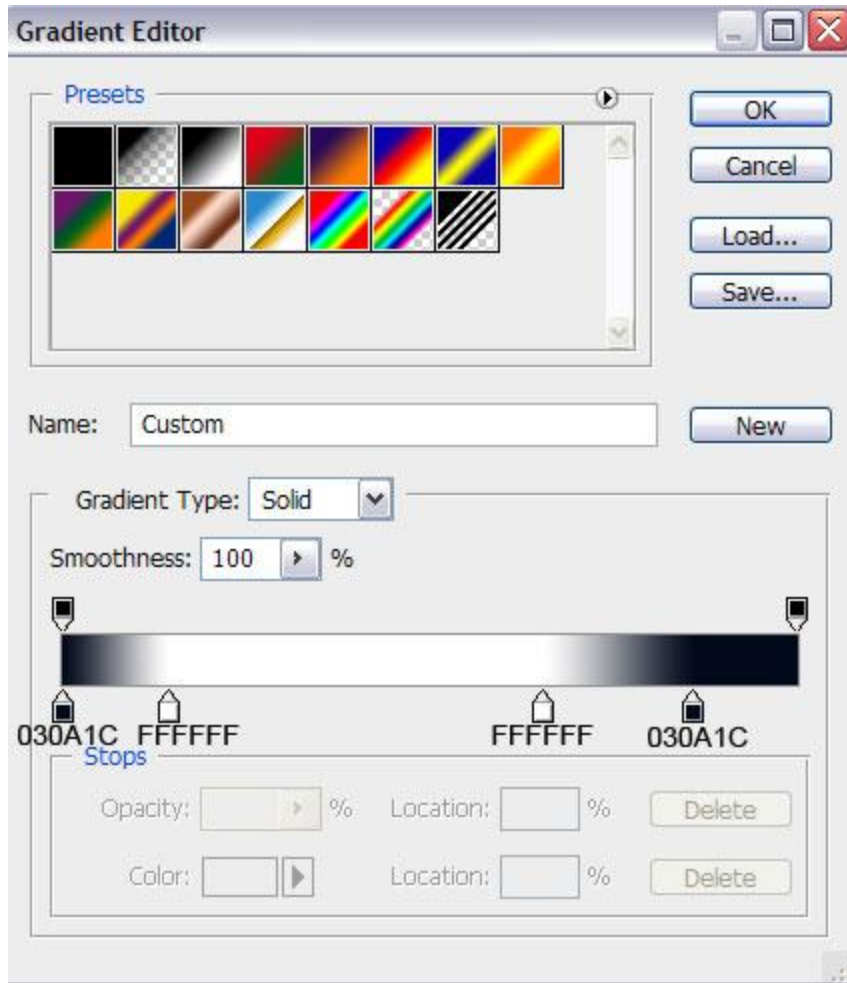 Gradient Editor
Presets
OK
Cancel
Load...
Save...
Name: Custom
New
Gradient Type: Solid
Smoothness: 100 %
030A1C FFFFFF FFFFFF 030A1C
Stops
Opacity: % Location: % Delete
Color: Location: % Delete